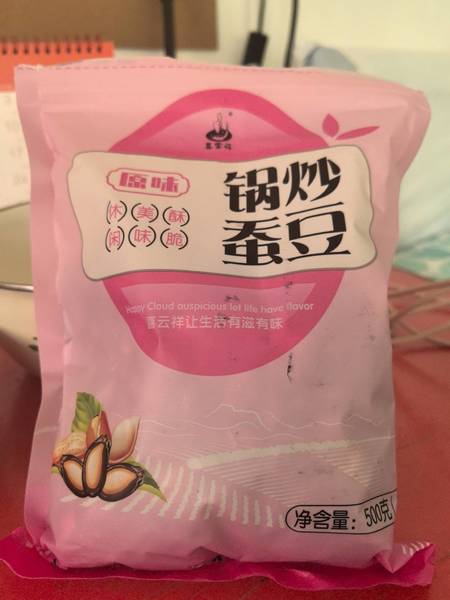 原味
锅炒
蚕豆
休 美 酥
闲 味 脆
Happy Cloud auspicious let life have flavor
喜云祥让生活有滋有味
净含量: 500克